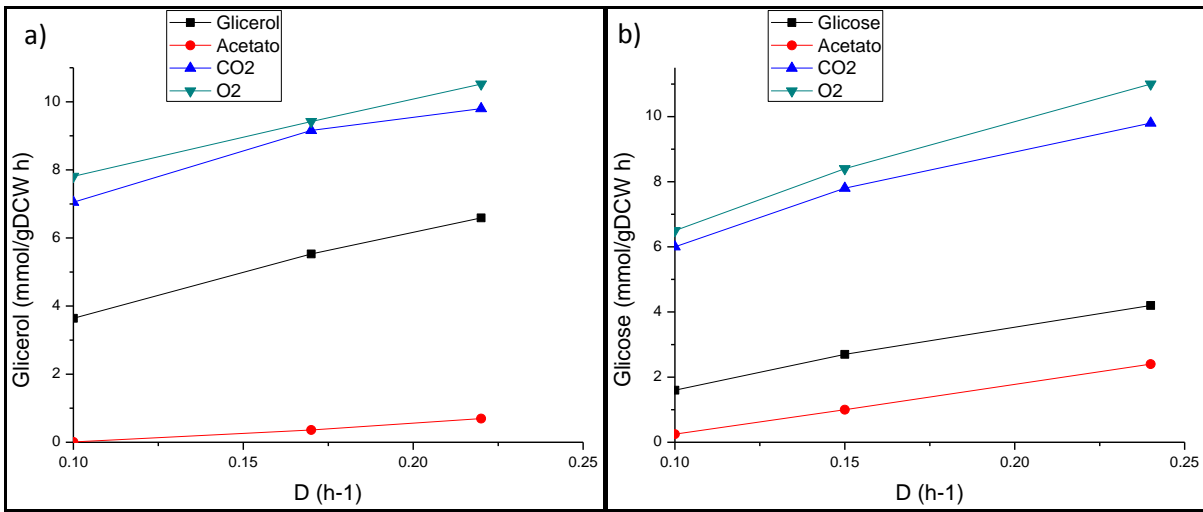 a)
Glicerol
Acetato
CO2
O2
Glicerol (mmol/gDCW h)
10
8
6
4
2
0
0.10
0.15
0.20
0.25
D (h-1)
b)
Glicose
Acetato
CO2
O2
Glicose (mmol/gDCW h)
10
8
6
4
2
0
0.10
0.15
0.20
0.25
D (h-1)